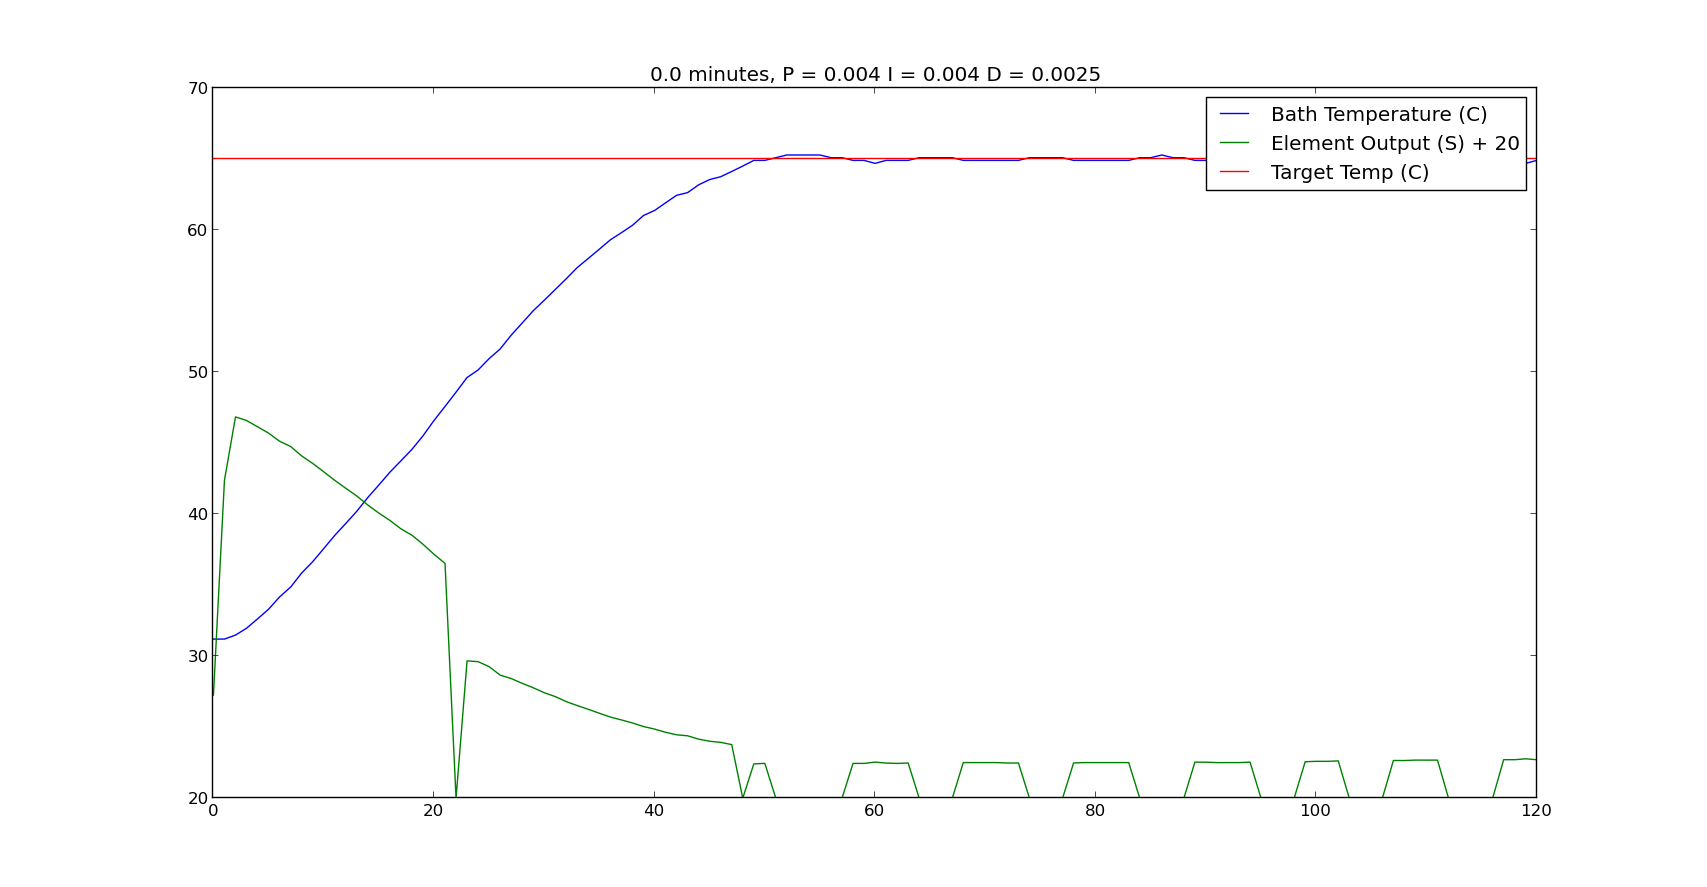 0.0 minutes, P = 0.004 I = 0.004 D = 0.0025
70
60
50
40
30
20
Bath Temperature (C)
Element Output (S) + 20
Target Temp (C)
0 20 40 60 80 100 120